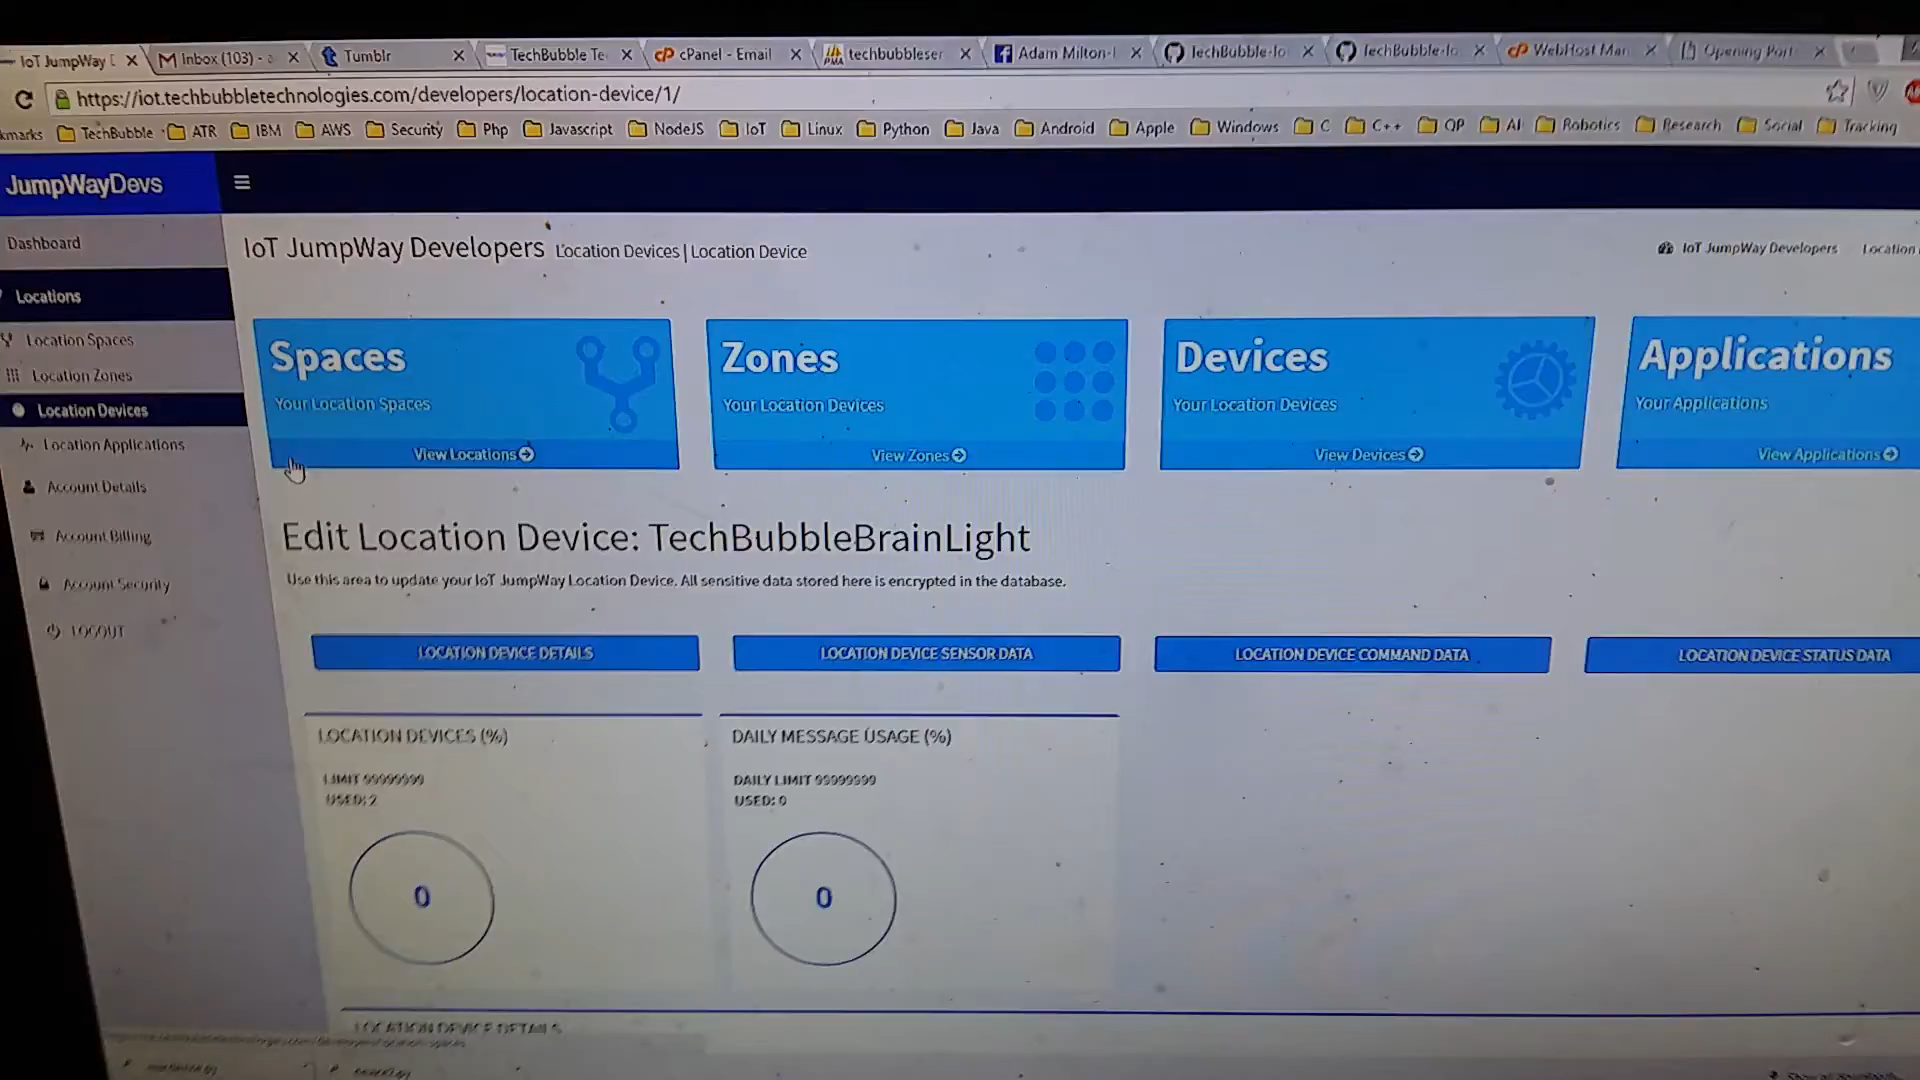 IoT JumpWay D
Inbox (103) - a
Tumblr
TechBubble Te
cPanel - Email
techbubbleser
Adam Milton-
TechBubble-Io
TechBubble-Io
WebHost Man
Opening Port
https://iot.techbubbletechnologies.com/developers/location-device/1/
kmarks TechBubble ATR IBM AWS Security Php Javascript NodeJS IoT Linux Python Java Android Apple Windows C C++ QP AI Robotics Research Social Tracking
JumpWayDevs
Dashboard
Locations
Location Spaces
Location Zones
Location Devices
Location Applications
Account Details
Account Billing
Account Security
LOGOUT
IoT JumpWay Developers Location Devices | Location Device
IoT JumpWay Developers Location
Spaces
Your Location Spaces
View Locations
Zones
Your Location Devices
View Zones
Devices
Your Location Devices
View Devices
Applications
Your Applications
View Applications
Edit Location Device: TechBubbleBrainLight
Use this area to update your IoT JumpWay Location Device. All sensitive data stored here is encrypted in the database.
LOCATION DEVICE DETAILS
LOCATION DEVICE SENSOR DATA
LOCATION DEVICE COMMAND DATA
LOCATION DEVICE STATUS DATA
LOCATION DEVICES (%)
LIMIT 99999999
USED: 2
0
DAILY MESSAGE USAGE (%)
DAILY LIMIT 99999999
USED: 0
0
LOCATION DEVICE DETAILS